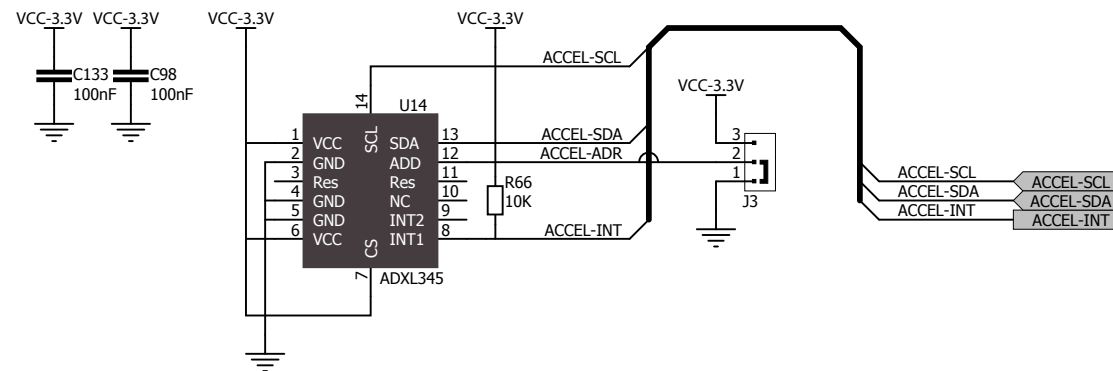 VCC-3.3V VCC-3.3V VCC-3.3V VCC-3.3V
ACCEL-SCL
C133 C98
100nF 100nF
VCC-3.3V
14
U14
SCL
1 VCC SDA 13 ACCEL-SDA
2 GND ADD 12 ACCEL-ADR
3 Res Res 11
4 GND NC 10
5 GND INT2 9
6 VCC INT1 8 ACCEL-INT
CS
7
ADXL345
R66
10K
3
2
1
J3
ACCEL-SCL ACCEL-SCL
ACCEL-SDA ACCEL-SDA
ACCEL-INT ACCEL-INT